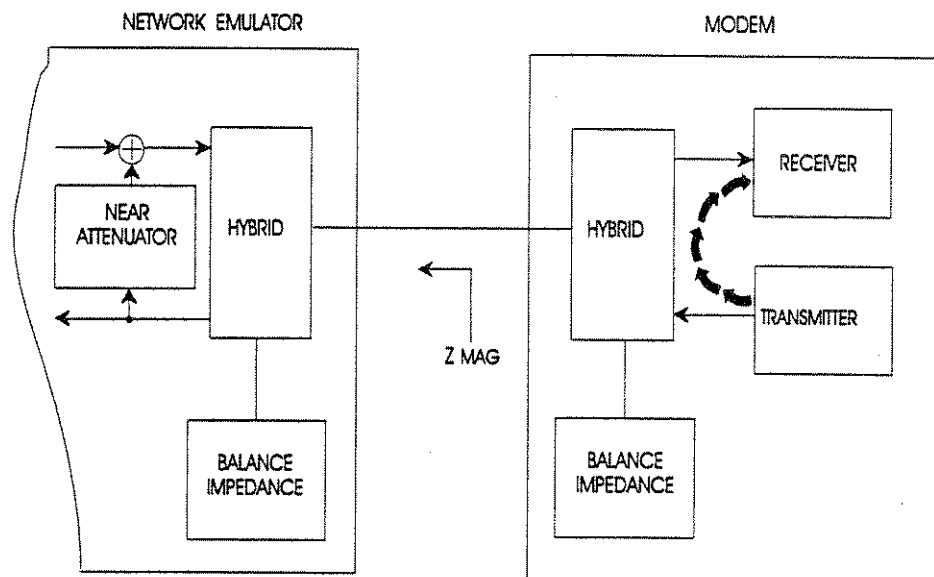 NETWORK EMULATOR
MODEM
NEAR
ATTENUATOR
HYBRID
HYBRID
RECEIVER
TRANSMITTER
Z MAG
BALANCE
IMPEDANCE
BALANCE
IMPEDANCE